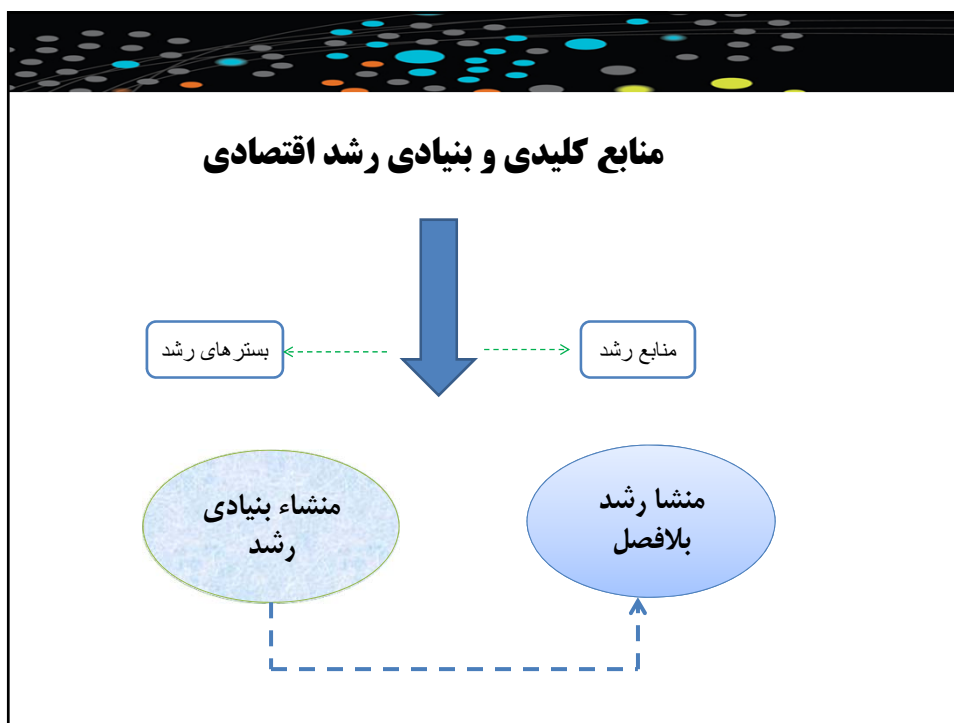 منابع کلیدی و بنیادی رشد اقتصادی
منابع رشد
بسترهای رشد
منشا رشد
بلافصل
منشاء بنیادی
رشد